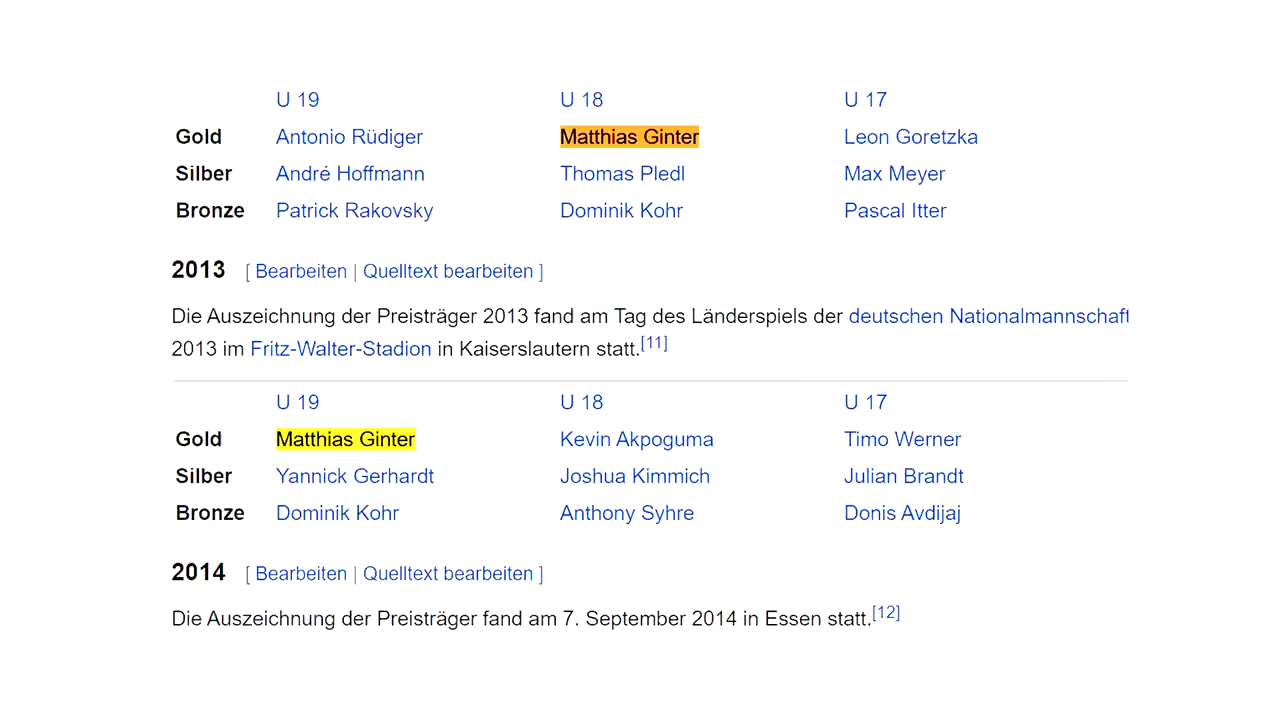 U 19 U 18 U 17
Gold Antonio Rüdiger Matthias Ginter Leon Goretzka
Silber André Hoffmann Thomas Pledl Max Meyer
Bronze Patrick Rakovsky Dominik Kohr Pascal Itter
2013 [ Bearbeiten | Quelltext bearbeiten ]
Die Auszeichnung der Preisträger 2013 fand am Tag des Länderspiels der deutschen Nationalmannschaft
2013 im Fritz-Walter-Stadion in Kaiserslautern statt.[11]
U 19 U 18 U 17
Gold Matthias Ginter Kevin Akpoguma Timo Werner
Silber Yannick Gerhardt Joshua Kimmich Julian Brandt
Bronze Dominik Kohr Anthony Syhre Donis Avdijaj
2014 [ Bearbeiten | Quelltext bearbeiten ]
Die Auszeichnung der Preisträger fand am 7. September 2014 in Essen statt.[12]